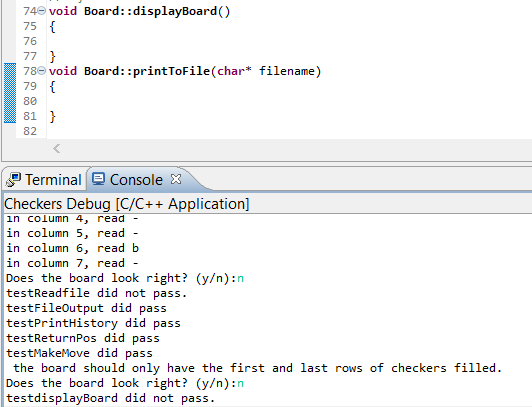 74 void Board::displayBoard()
75 {
76
77 }
78 void Board::printToFile(char* filename)
79 {
80
81 }
82
Terminal Console
Checkers Debug [C/C++ Application]
in column 4, read -
in column 5, read -
in column 6, read b
in column 7, read -
Does the board look right? (y/n):n
testReadfile did not pass.
testFileOutput did pass
testPrintHistory did pass
testReturnPos did pass
testMakeMove did pass
 the board should only have the first and last rows of checkers filled.
Does the board look right? (y/n):n
testdisplayBoard did not pass.